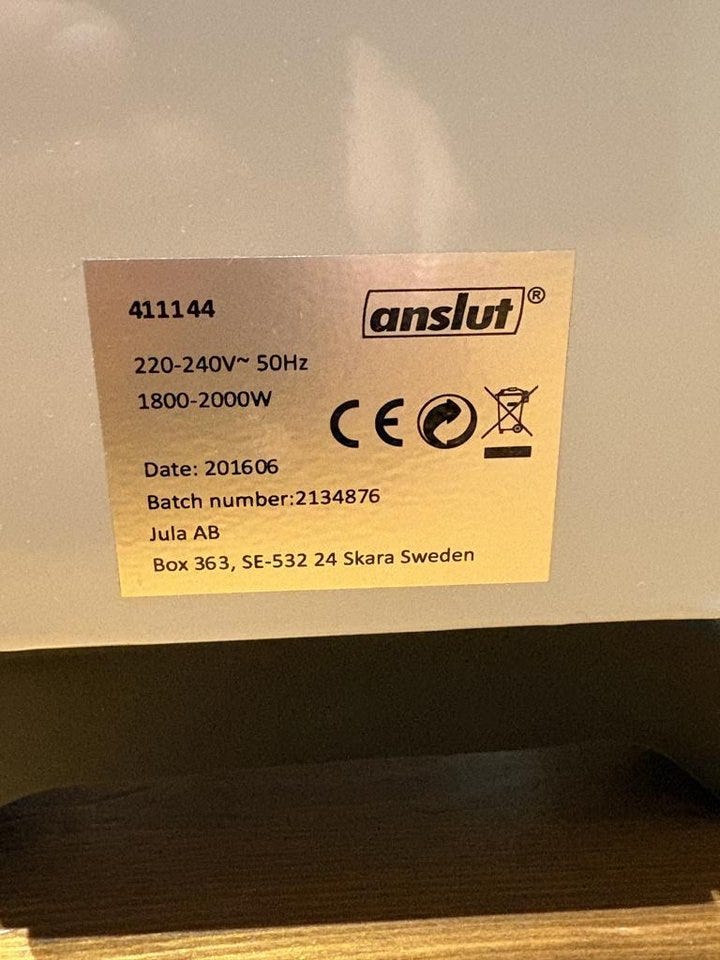 411144
anslut®
220-240V~ 50Hz
1800-2000W
CE
Date: 201606
Batch number:2134876
Jula AB
Box 363, SE-532 24 Skara Sweden